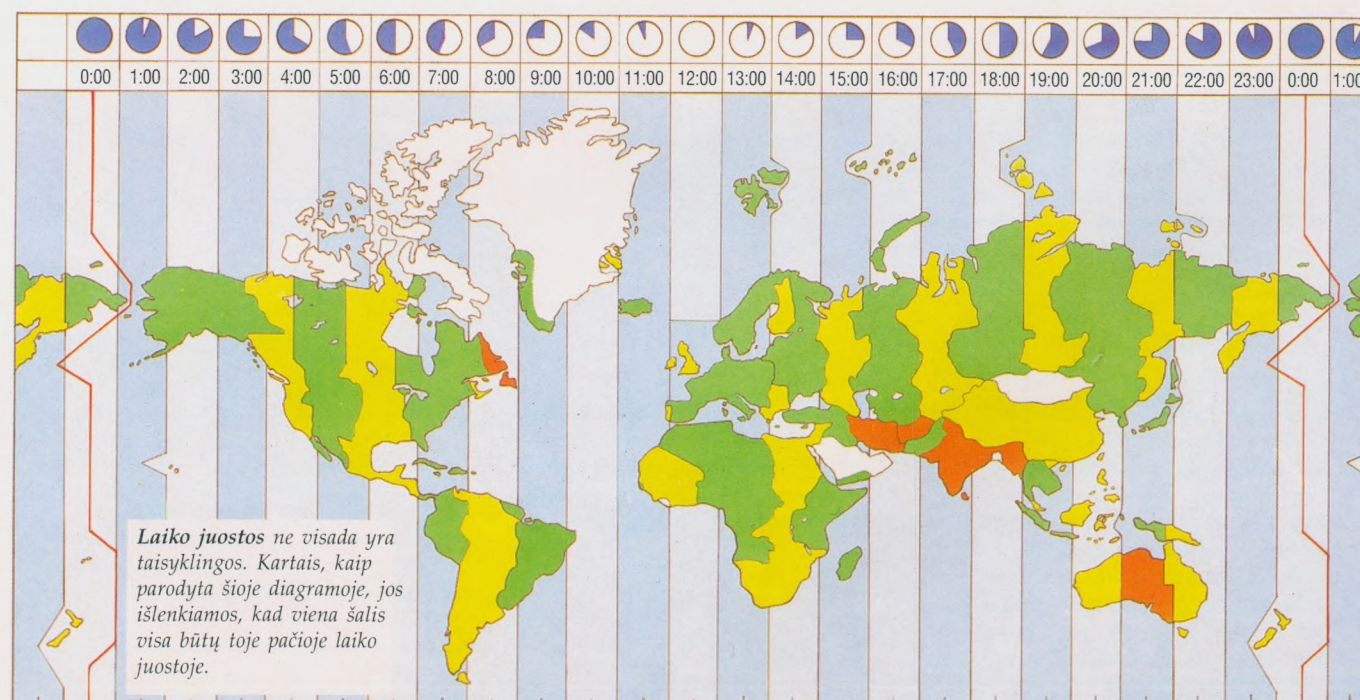 0:00 1:00 2:00 3:00 4:00 5:00 6:00 7:00 8:00 9:00 10:00 11:00 12:00 13:00 14:00 15:00 16:00 17:00 18:00 19:00 20:00 21:00 22:00 23:00 0:00 1:00
Laiko juostos ne visada yra
taisyklingos. Kartais, kaip
parodyta šioje diagramoje, jos
išlenkiamos, kad viena šalis
visa būtų toje pačioje laiko
juostoje.